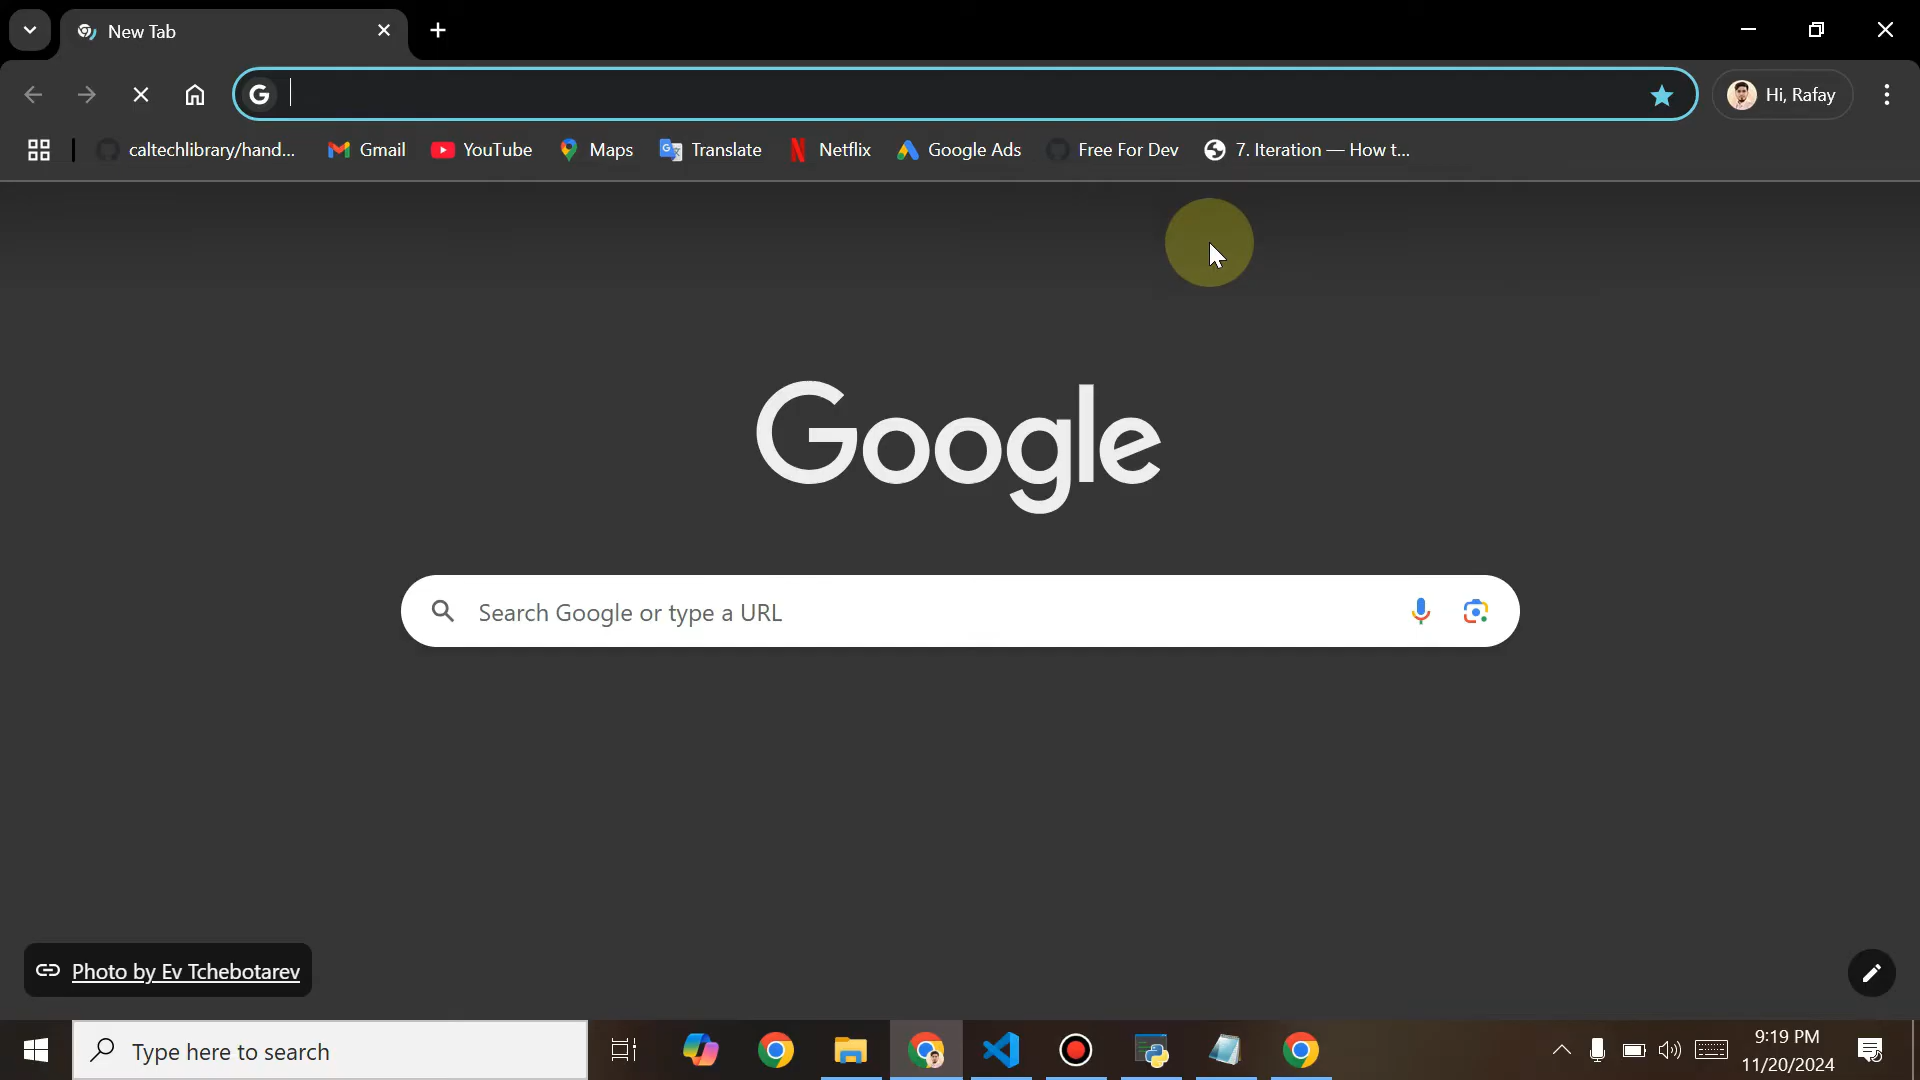 New Tab
Hi, Rafay
caltechlibrary/hand... Gmail YouTube Maps Translate Netflix Google Ads Free For Dev 7. Iteration — How t...
Google
Search Google or type a URL
Photo by Ev Tchebotarev
Type here to search
9:19 PM
11/20/2024